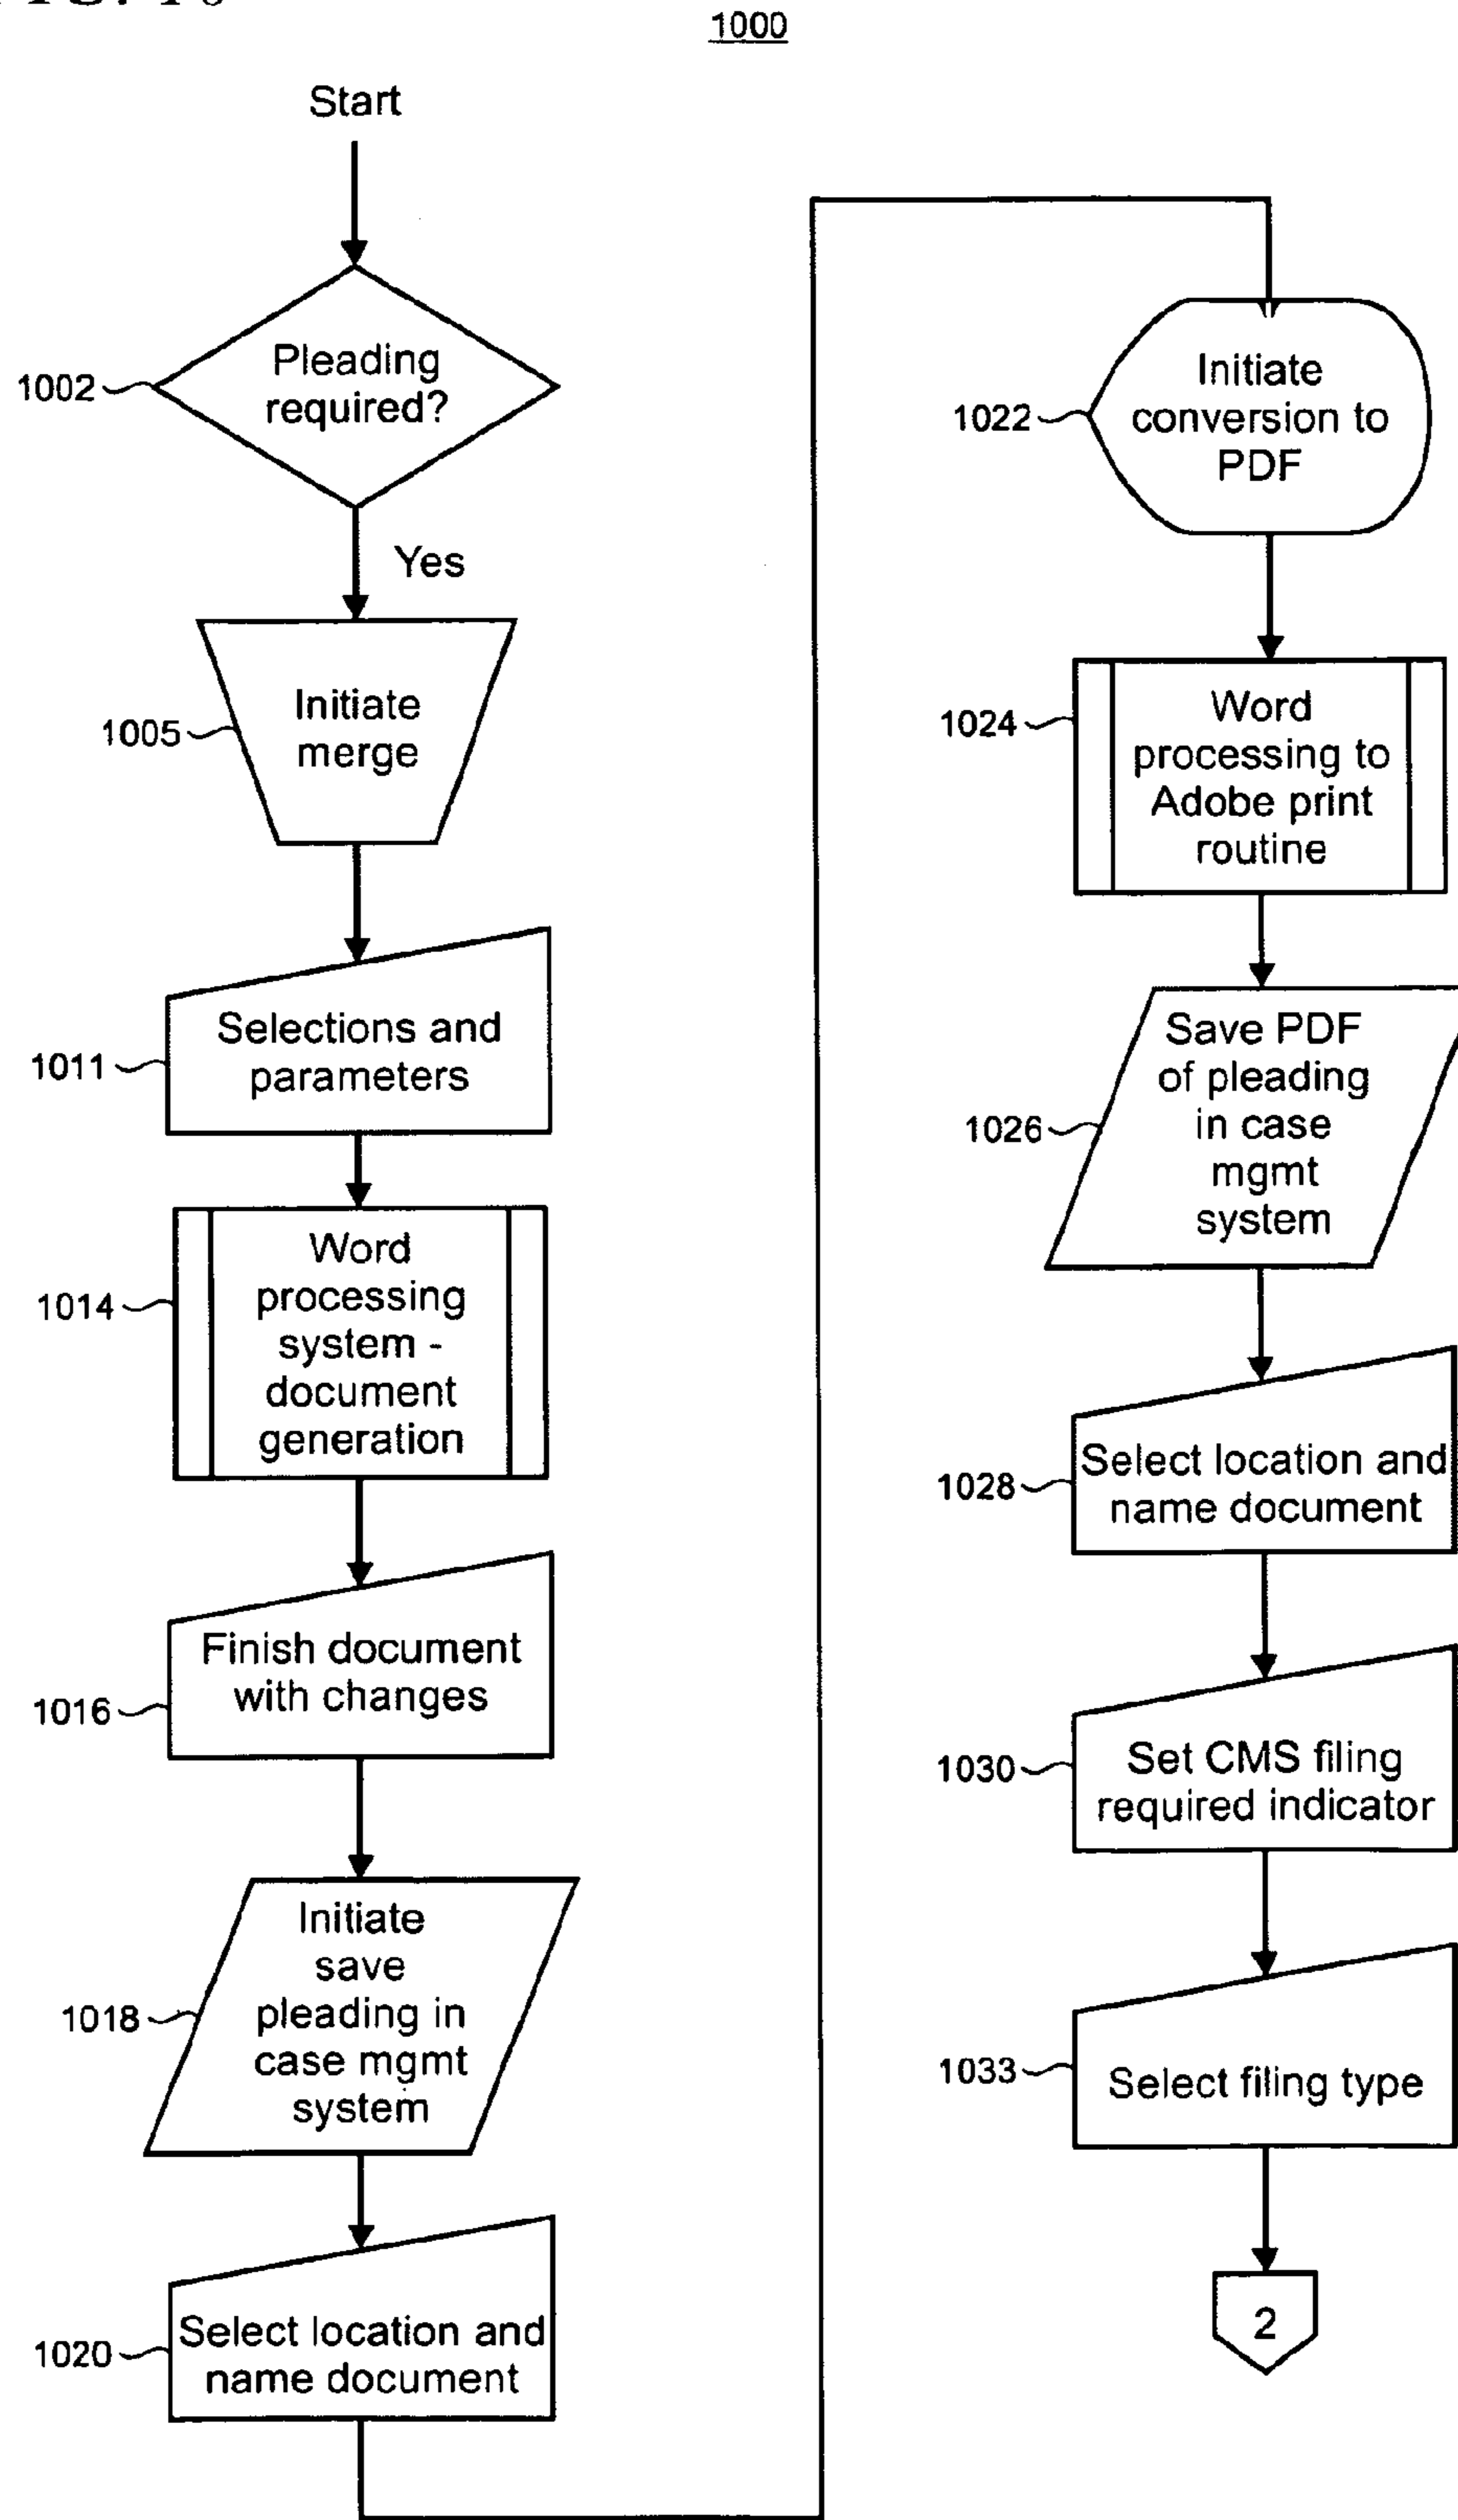 1000
Start
1002
Pleading
required?
Yes
1005
Initiate
merge
1011
Selections and
parameters
1014
Word
processing
system -
document
generation
1016
Finish document
with changes
1018
Initiate
save
pleading in
case mgmt
system
1020
Select location and
name document
1022
Initiate
conversion to
PDF
1024
Word
processing to
Adobe print
routine
1026
Save PDF
of pleading
in case
mgmt
system
1028
Select location and
name document
1030
Set CMS filing
required indicator
1033
Select filing type
2